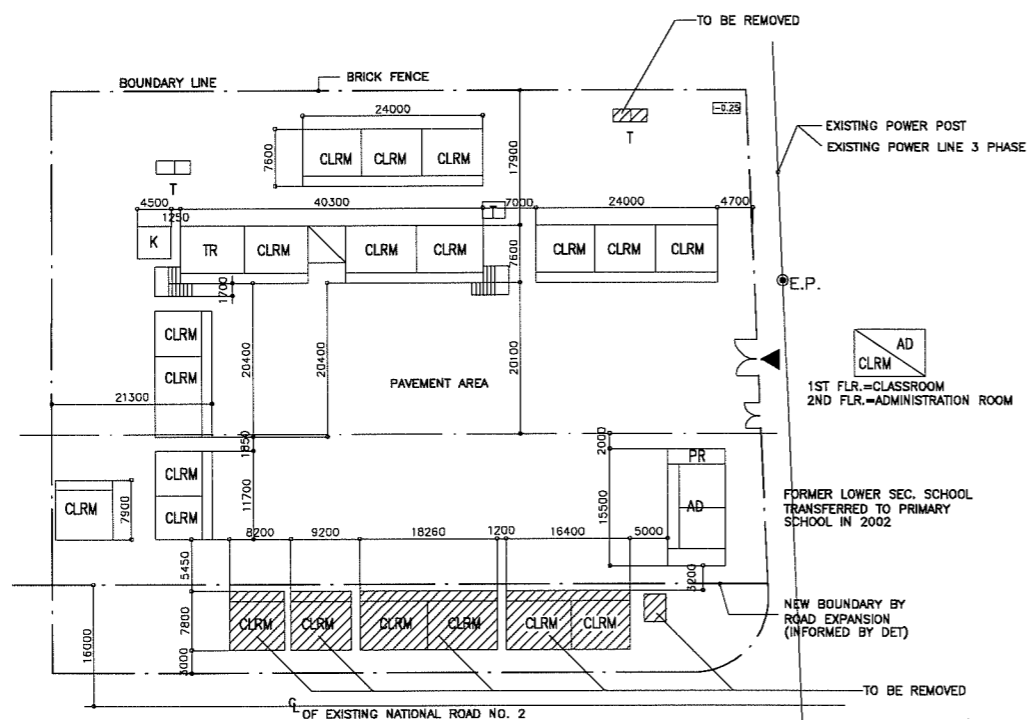 TO BE REMOVED
BOUNDARY LINE
BRICK FENCE
24000
-0.25
EXISTING POWER POST
EXISTING POWER LINE 3 PHASE
T
7600
CLRM CLRM CLRM
17900
T
4500
1250
40300
T
7000
24000
4700
K
TR CLRM CLRM CLRM
7600
CLRM CLRM CLRM
E.P.
1700
CLRM
CLRM
20400
20400
20100
PAVEMENT AREA
AD
CLRM
1ST FLR.=CLASSROOM
2ND FLR.=ADMINISTRATION ROOM
21300
1850
2000
PR
CLRM
CLRM
7900
CLRM
11700
15500
AD
FORMER LOWER SEC. SCHOOL
TRANSFERRED TO PRIMARY
SCHOOL IN 2002
8200
9200
18260
1200
16400
5000
5450
3200
7800
CLRM CLRM CLRM CLRM CLRM CLRM
NEW BOUNDARY BY
ROAD EXPANSION
(INFORMED BY DET)
16000
3000
TO BE REMOVED
℄ OF EXISTING NATIONAL ROAD NO. 2